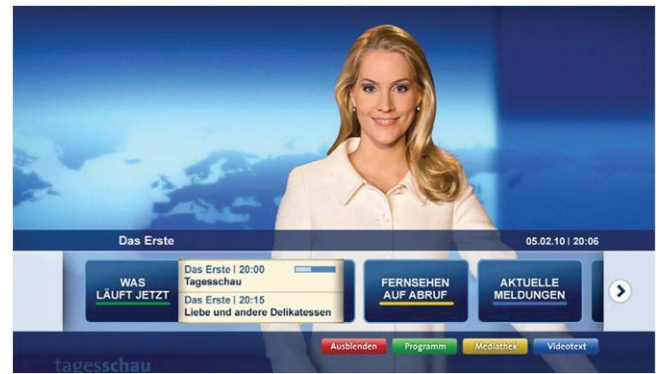 Das Erste
05.02.10 | 20:06
WAS
LÄUFT JETZT
Das Erste | 20:00
Tagesschau
Das Erste | 20:15
Liebe und andere Delikatessen
FERNSEHEN
AUF ABRUF
AKTUELLE
MELDUNGEN
Ausblenden
Programm
Mediathek
Videotext
tagesschau